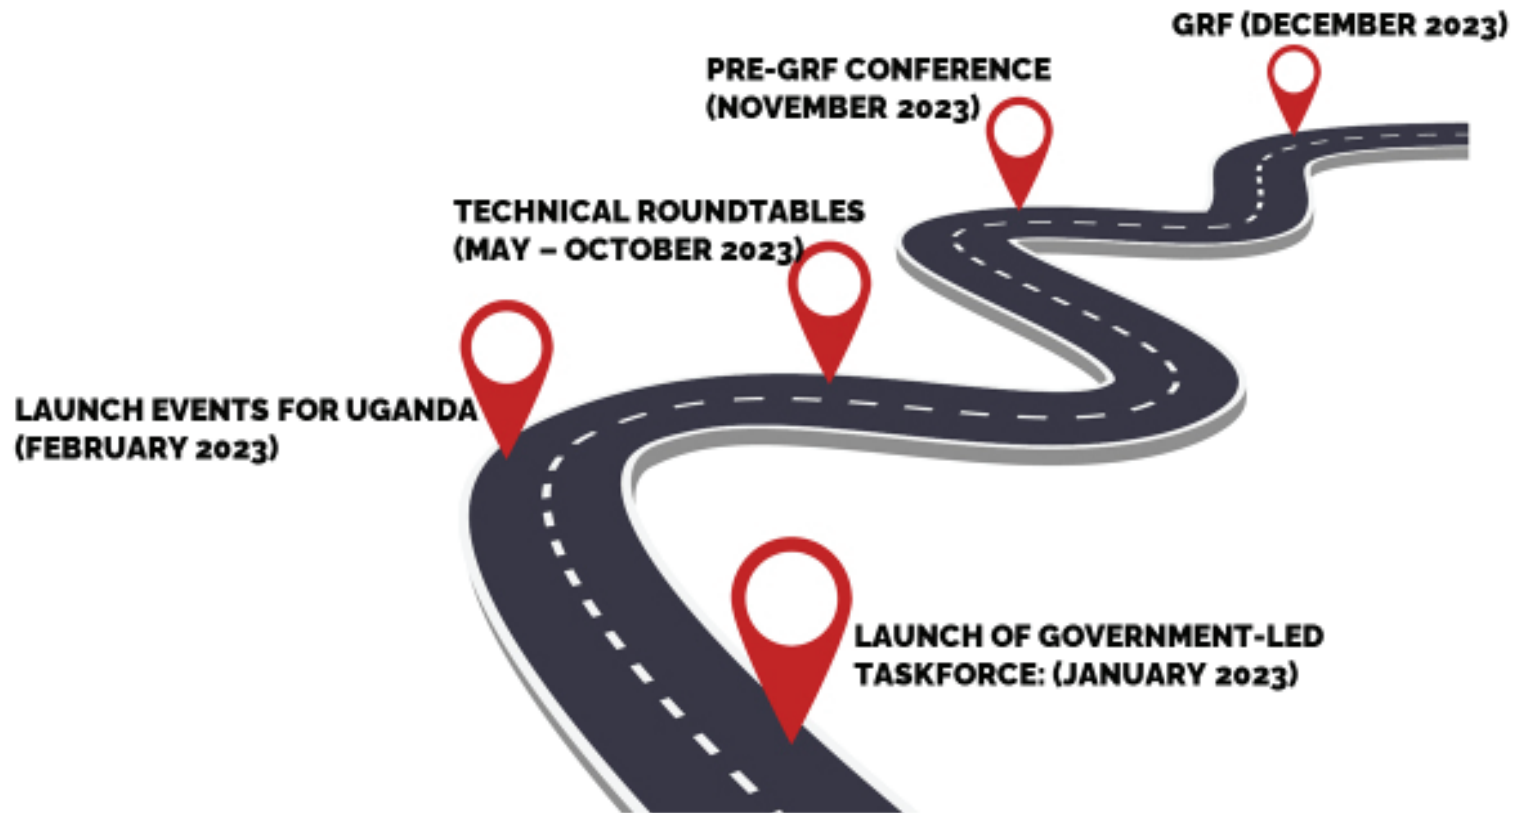 GRF (DECEMBER 2023)
PRE-GRF CONFERENCE
(NOVEMBER 2023)
TECHNICAL ROUNDTABLES
(MAY – OCTOBER 2023)
LAUNCH EVENTS FOR UGANDA
(FEBRUARY 2023)
LAUNCH OF GOVERNMENT-LED
TASKFORCE: (JANUARY 2023)